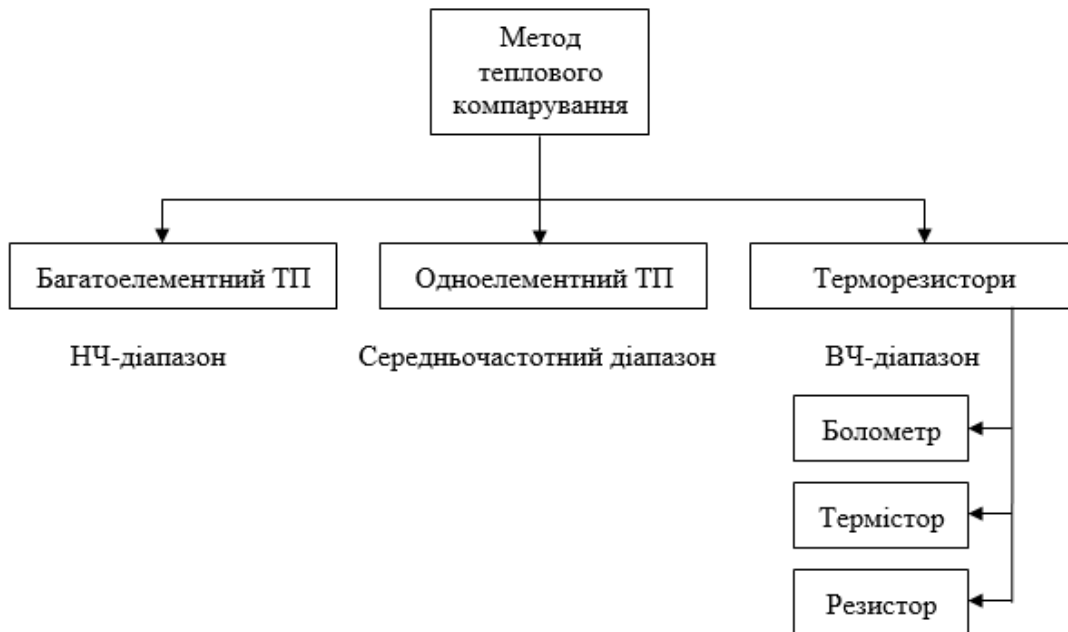 Метод
теплового
компарування
Багатоелементний ТП
Одноелементний ТП
Терморезистори
НЧ-діапазон
Середньочастотний діапазон
ВЧ-діапазон
Болометр
Термістор
Резистор